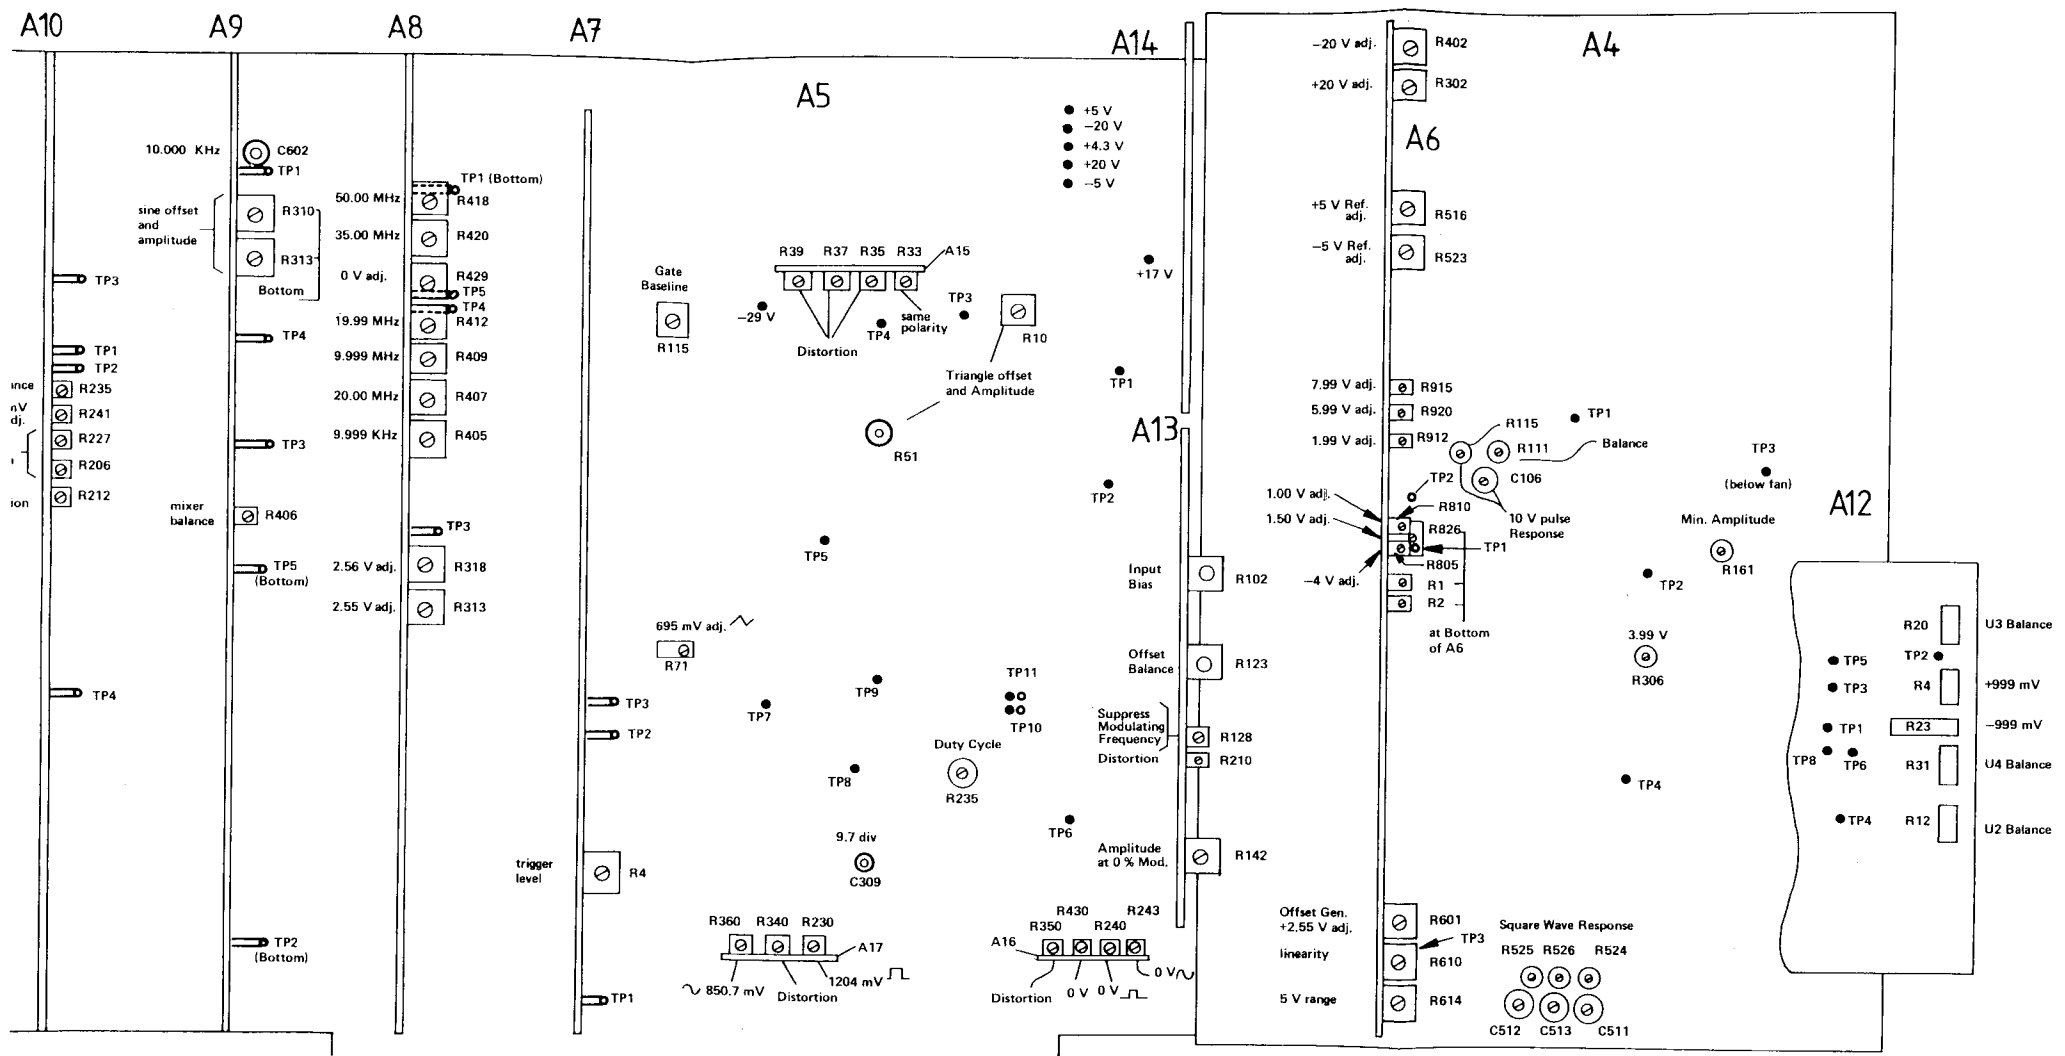 A10
A9
A8
A7
A5
A14
A4
A6
A13
A12
TP3
TP1
TP2
R235
R241
R227
R206
R212
TP4
10.000 KHz
C602
TP1
sine offset
and
amplitude
R310
R313
Bottom
TP4
TP3
mixer
balance
R406
TP5
(Bottom)
TP2
(Bottom)
TP1 (Bottom)
50.00 MHz
R418
35.00 MHz
R420
0 V adj.
R429
TP5
TP4
19.99 MHz
R412
9.999 MHz
R409
20.00 MHz
R407
9.999 KHz
R405
TP3
2.56 V adj.
R318
2.55 V adj.
R313
TP3
TP2
trigger
level
R4
TP1
+5 V
−20 V
+4.3 V
+20 V
−5 V
+17 V
R39
R37
R35
R33
A15
Gate
Baseline
R115
−29 V
Distortion
TP4
same
polarity
TP3
R10
Triangle offset
and Amplitude
R51
TP1
TP2
TP5
695 mV adj.
R71
TP9
TP7
TP11
TP10
TP8
Duty Cycle
R235
TP6
9.7 div
C309
R360
R340
R230
A17
850.7 mV
Distortion
1204 mV
R350
R430
R240
R243
A16
Distortion
0 V
0 V
0 V
Input
Bias
R102
Offset
Balance
R123
Suppress
Modulating
Frequency
R128
Distortion
R210
Amplitude
at 0 % Mod.
R142
−20 V adj.
R402
+20 V adj.
R302
+5 V Ref.
adj.
R516
−5 V Ref.
adj.
R523
7.99 V adj.
R915
5.99 V adj.
R920
1.99 V adj.
R912
R115
R111
Balance
C106
10 V pulse
Response
TP2
1.00 V adj.
R810
1.50 V adj.
R826
TP1
R805
−4 V adj.
R1
R2
at Bottom
of A6
Offset Gen.
+2.55 V adj.
R601
TP3
linearity
R610
5 V range
R614
Square Wave Response
R525
R526
R524
C512
C513
C511
TP1
TP3
(below fan)
Min. Amplitude
R161
TP2
3.99 V
R306
TP4
R20
U3 Balance
TP5
TP2
TP3
R4
+999 mV
TP1
R23
−999 mV
TP8
TP6
R31
U4 Balance
TP4
R12
U2 Balance